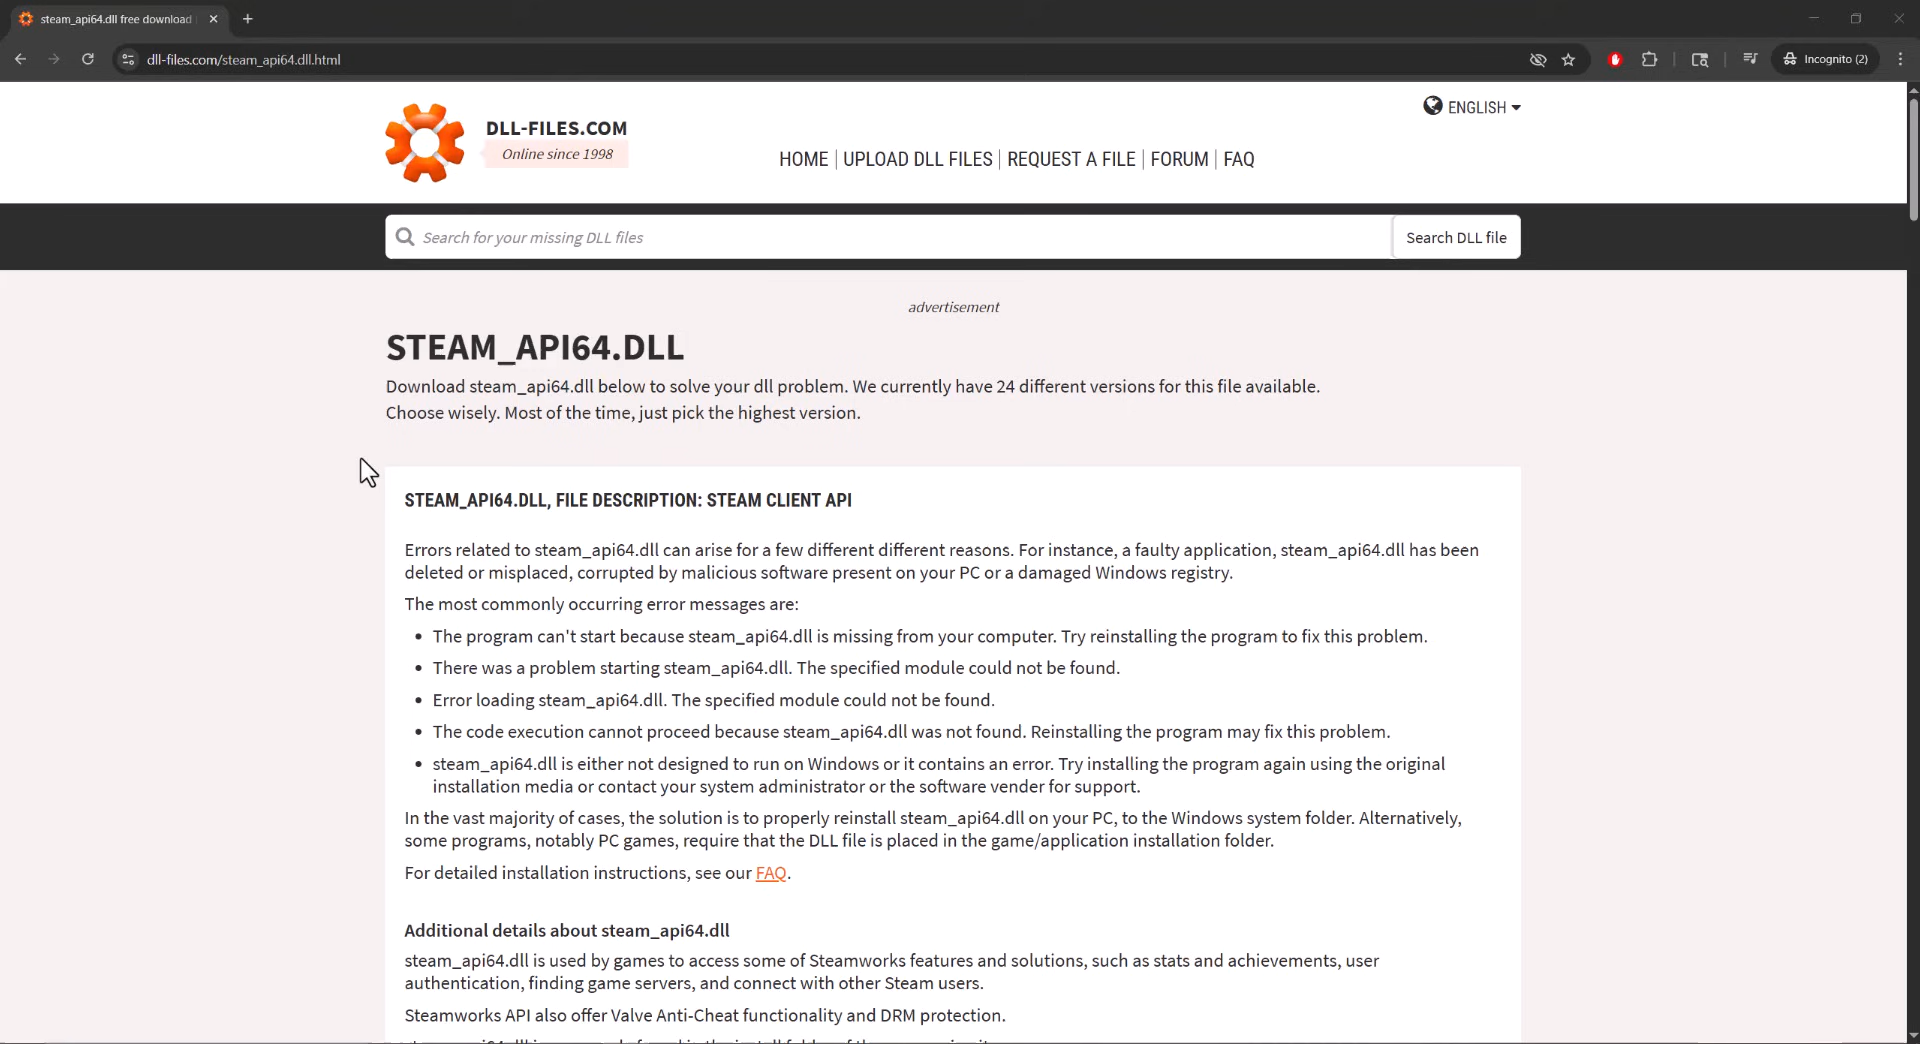 steam_api64.dll free download
dll-files.com/steam_api64.dll.html
Incognito (2)
DLL-FILES.COM
Online since 1998
ENGLISH
HOME UPLOAD DLL FILES REQUEST A FILE FORUM FAQ
Search for your missing DLL files
Search DLL file
advertisement
STEAM_API64.DLL
Download steam_api64.dll below to solve your dll problem. We currently have 24 different versions for this file available.
Choose wisely. Most of the time, just pick the highest version.
STEAM_API64.DLL, FILE DESCRIPTION: STEAM CLIENT API
Errors related to steam_api64.dll can arise for a few different different reasons. For instance, a faulty application, steam_api64.dll has been
deleted or misplaced, corrupted by malicious software present on your PC or a damaged Windows registry.
The most commonly occurring error messages are:
• The program can't start because steam_api64.dll is missing from your computer. Try reinstalling the program to fix this problem.
• There was a problem starting steam_api64.dll. The specified module could not be found.
• Error loading steam_api64.dll. The specified module could not be found.
• The code execution cannot proceed because steam_api64.dll was not found. Reinstalling the program may fix this problem.
• steam_api64.dll is either not designed to run on Windows or it contains an error. Try installing the program again using the original
installation media or contact your system administrator or the software vender for support.
In the vast majority of cases, the solution is to properly reinstall steam_api64.dll on your PC, to the Windows system folder. Alternatively,
some programs, notably PC games, require that the DLL file is placed in the game/application installation folder.
For detailed installation instructions, see our FAQ.
Additional details about steam_api64.dll
steam_api64.dll is used by games to access some of Steamworks features and solutions, such as stats and achievements, user
authentication, finding game servers, and connect with other Steam users.
Steamworks API also offer Valve Anti-Cheat functionality and DRM protection.